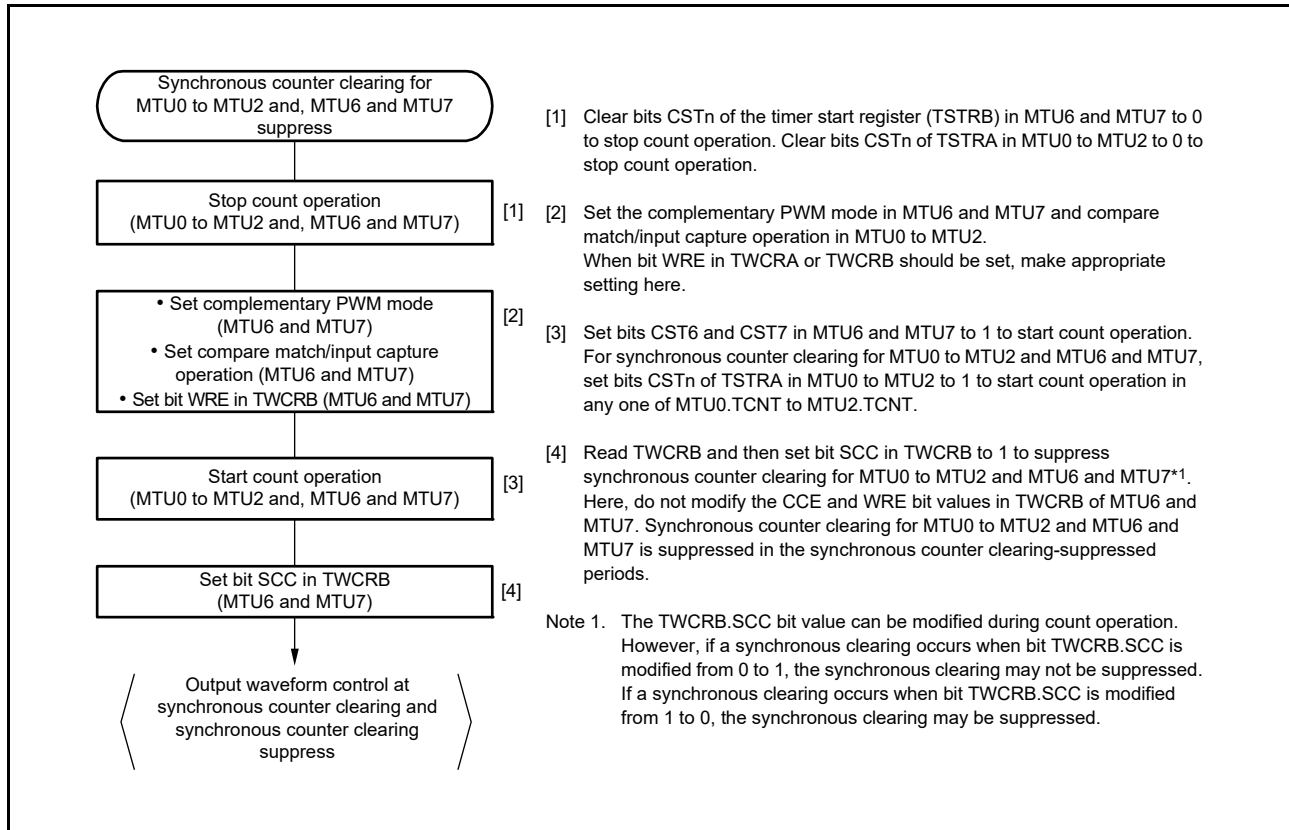 Synchronous counter clearing for
MTU0 to MTU2 and, MTU6 and MTU7
suppress
Stop count operation
(MTU0 to MTU2 and, MTU6 and MTU7)
[1]
• Set complementary PWM mode
(MTU6 and MTU7)
• Set compare match/input capture
operation (MTU6 and MTU7)
• Set bit WRE in TWCRB (MTU6 and MTU7)
[2]
Start count operation
(MTU0 to MTU2 and, MTU6 and MTU7)
[3]
Set bit SCC in TWCRB
(MTU6 and MTU7)
[4]
Output waveform control at
synchronous counter clearing and
synchronous counter clearing
suppress
[1] Clear bits CSTn of the timer start register (TSTRB) in MTU6 and MTU7 to 0
to stop count operation. Clear bits CSTn of TSTRA in MTU0 to MTU2 to 0 to
stop count operation.
[2] Set the complementary PWM mode in MTU6 and MTU7 and compare
match/input capture operation in MTU0 to MTU2.
When bit WRE in TWCRA or TWCRB should be set, make appropriate
setting here.
[3] Set bits CST6 and CST7 in MTU6 and MTU7 to 1 to start count operation.
For synchronous counter clearing for MTU0 to MTU2 and MTU6 and MTU7,
set bits CSTn of TSTRA in MTU0 to MTU2 to 1 to start count operation in
any one of MTU0.TCNT to MTU2.TCNT.
[4] Read TWCRB and then set bit SCC in TWCRB to 1 to suppress
synchronous counter clearing for MTU0 to MTU2 and MTU6 and MTU7*1.
Here, do not modify the CCE and WRE bit values in TWCRB of MTU6 and
MTU7. Synchronous counter clearing for MTU0 to MTU2 and MTU6 and
MTU7 is suppressed in the synchronous counter clearing-suppressed
periods.
Note 1. The TWCRB.SCC bit value can be modified during count operation.
However, if a synchronous clearing occurs when bit TWCRB.SCC is
modified from 0 to 1, the synchronous clearing may not be suppressed.
If a synchronous clearing occurs when bit TWCRB.SCC is modified
from 1 to 0, the synchronous clearing may be suppressed.